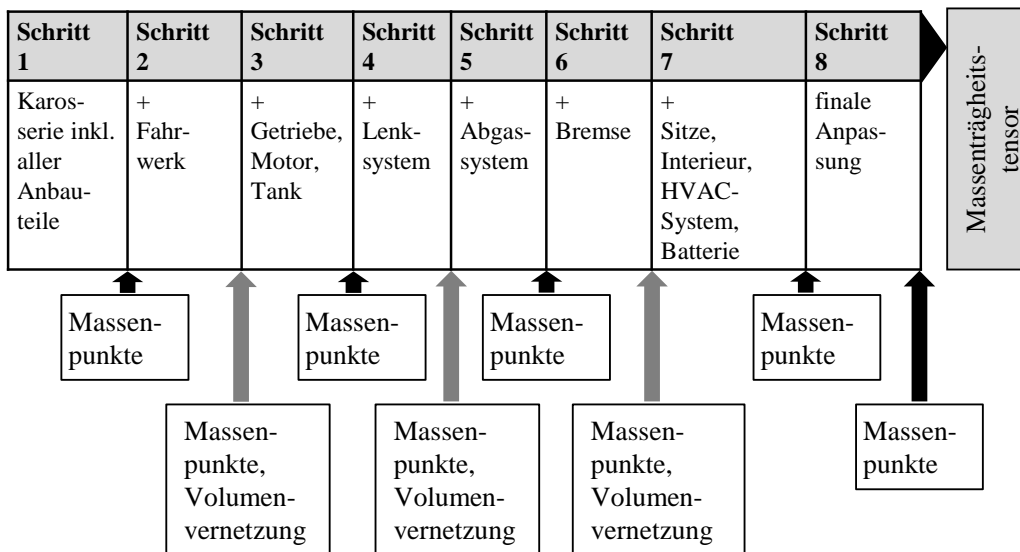 Schritt 1
Schritt 2
Schritt 3
Schritt 4
Schritt 5
Schritt 6
Schritt 7
Schritt 8
Karos-
serie inkl.
aller
Anbau-
teile
+
Fahr-
werk
+
Getriebe,
Motor,
Tank
+
Lenk-
system
+
Abgas-
system
+
Bremse
+
Sitze,
Interieur,
HVAC-
System,
Batterie
finale
Anpas-
sung
Massenträgheits-
tensor
Massen-
punkte
Massen-
punkte
Massen-
punkte
Massen-
punkte
Massen-
punkte,
Volumen-
vernetzung
Massen-
punkte,
Volumen-
vernetzung
Massen-
punkte,
Volumen-
vernetzung
Massen-
punkte